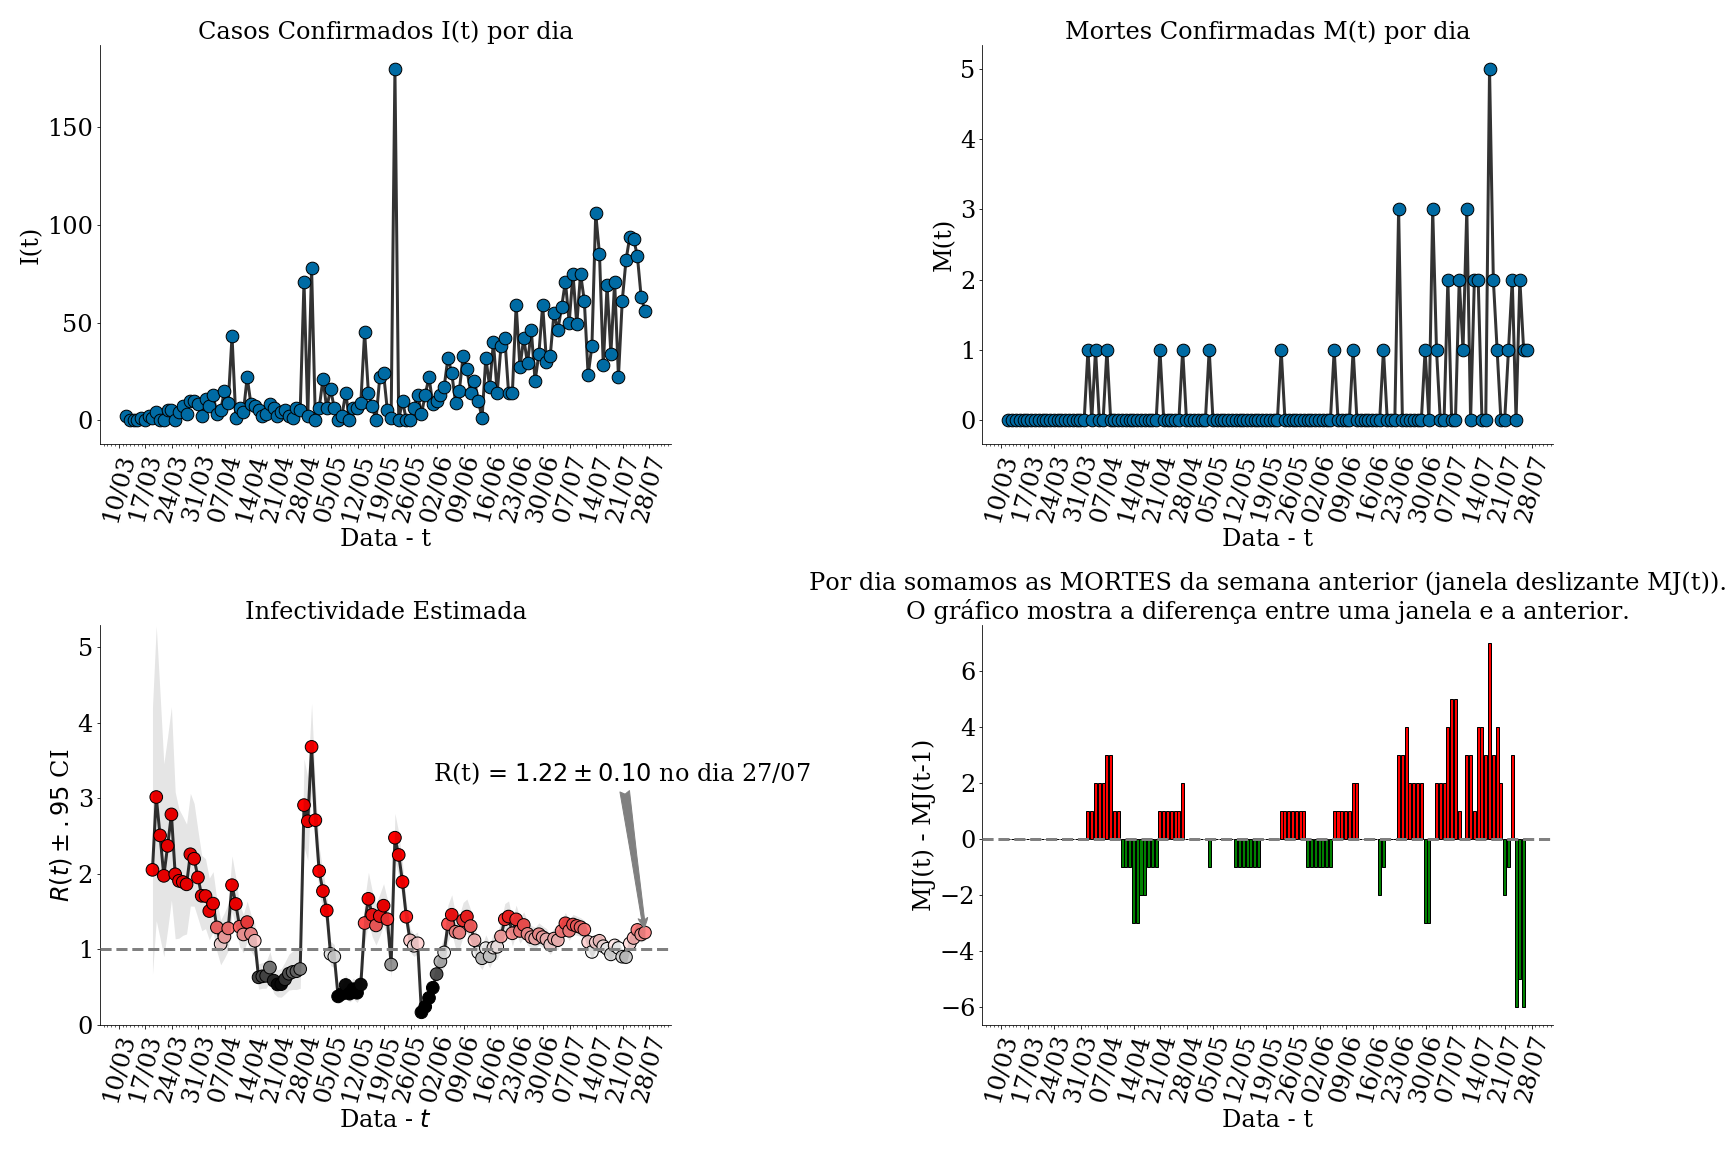 Casos Confirmados I(t) por dia
I(t)
150
100
50
0
10/03 17/03 24/03 31/03 07/04 14/04 21/04 28/04 05/05 12/05 19/05 26/05 02/06 09/06 16/06 23/06 30/06 07/07 14/07 21/07 28/07
Data - t
Mortes Confirmadas M(t) por dia
M(t)
5
4
3
2
1
0
10/03 17/03 24/03 31/03 07/04 14/04 21/04 28/04 05/05 12/05 19/05 26/05 02/06 09/06 16/06 23/06 30/06 07/07 14/07 21/07 28/07
Data - t
Infectividade Estimada
R(t) ± .95 CI
5
4
3
2
1
0
R(t) = 1.22 ± 0.10 no dia 27/07
10/03 17/03 24/03 31/03 07/04 14/04 21/04 28/04 05/05 12/05 19/05 26/05 02/06 09/06 16/06 23/06 30/06 07/07 14/07 21/07 28/07
Data - t
Por dia somamos as MORTES da semana anterior (janela deslizante MJ(t)).
O gráfico mostra a diferença entre uma janela e a anterior.
MJ(t) - MJ(t-1)
6
4
2
0
−2
−4
−6
10/03 17/03 24/03 31/03 07/04 14/04 21/04 28/04 05/05 12/05 19/05 26/05 02/06 09/06 16/06 23/06 30/06 07/07 14/07 21/07 28/07
Data - t